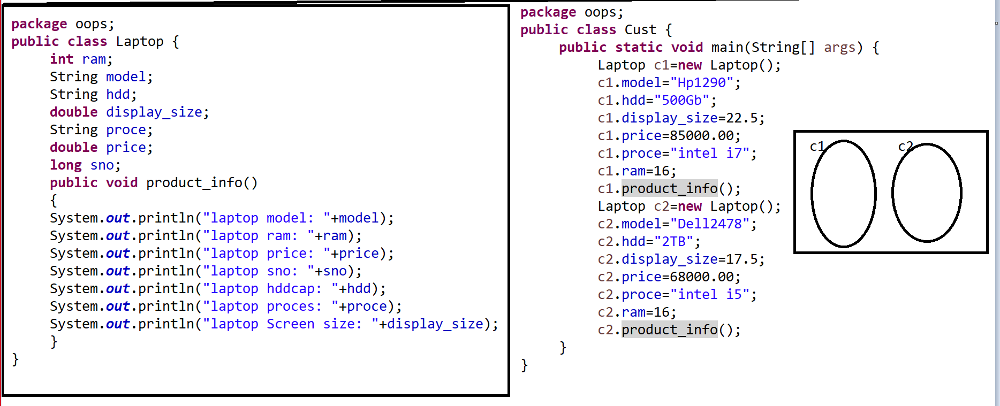 package oops;
public class Laptop {
int ram;
String model;
String hdd;
double display_size;
String proce;
double price;
long sno;
public void product_info()
{
System.out.println("laptop model: "+model);
System.out.println("laptop ram: "+ram);
System.out.println("laptop price: "+price);
System.out.println("laptop sno: "+sno);
System.out.println("laptop hddcap: "+hdd);
System.out.println("laptop proces: "+proce);
System.out.println("laptop Screen size: "+display_size);
}
}
package oops;
public class Cust {
public static void main(String[] args) {
Laptop c1=new Laptop();
c1.model="Hp1290";
c1.hdd="500Gb";
c1.display_size=22.5;
c1.price=85000.00;
c1.proce="intel i7";
c1.ram=16;
c1.product_info();
Laptop c2=new Laptop();
c2.model="Dell2478";
c2.hdd="2TB";
c2.display_size=17.5;
c2.price=68000.00;
c2.proce="intel i5";
c2.ram=16;
c2.product_info();
}
}
c1 c2